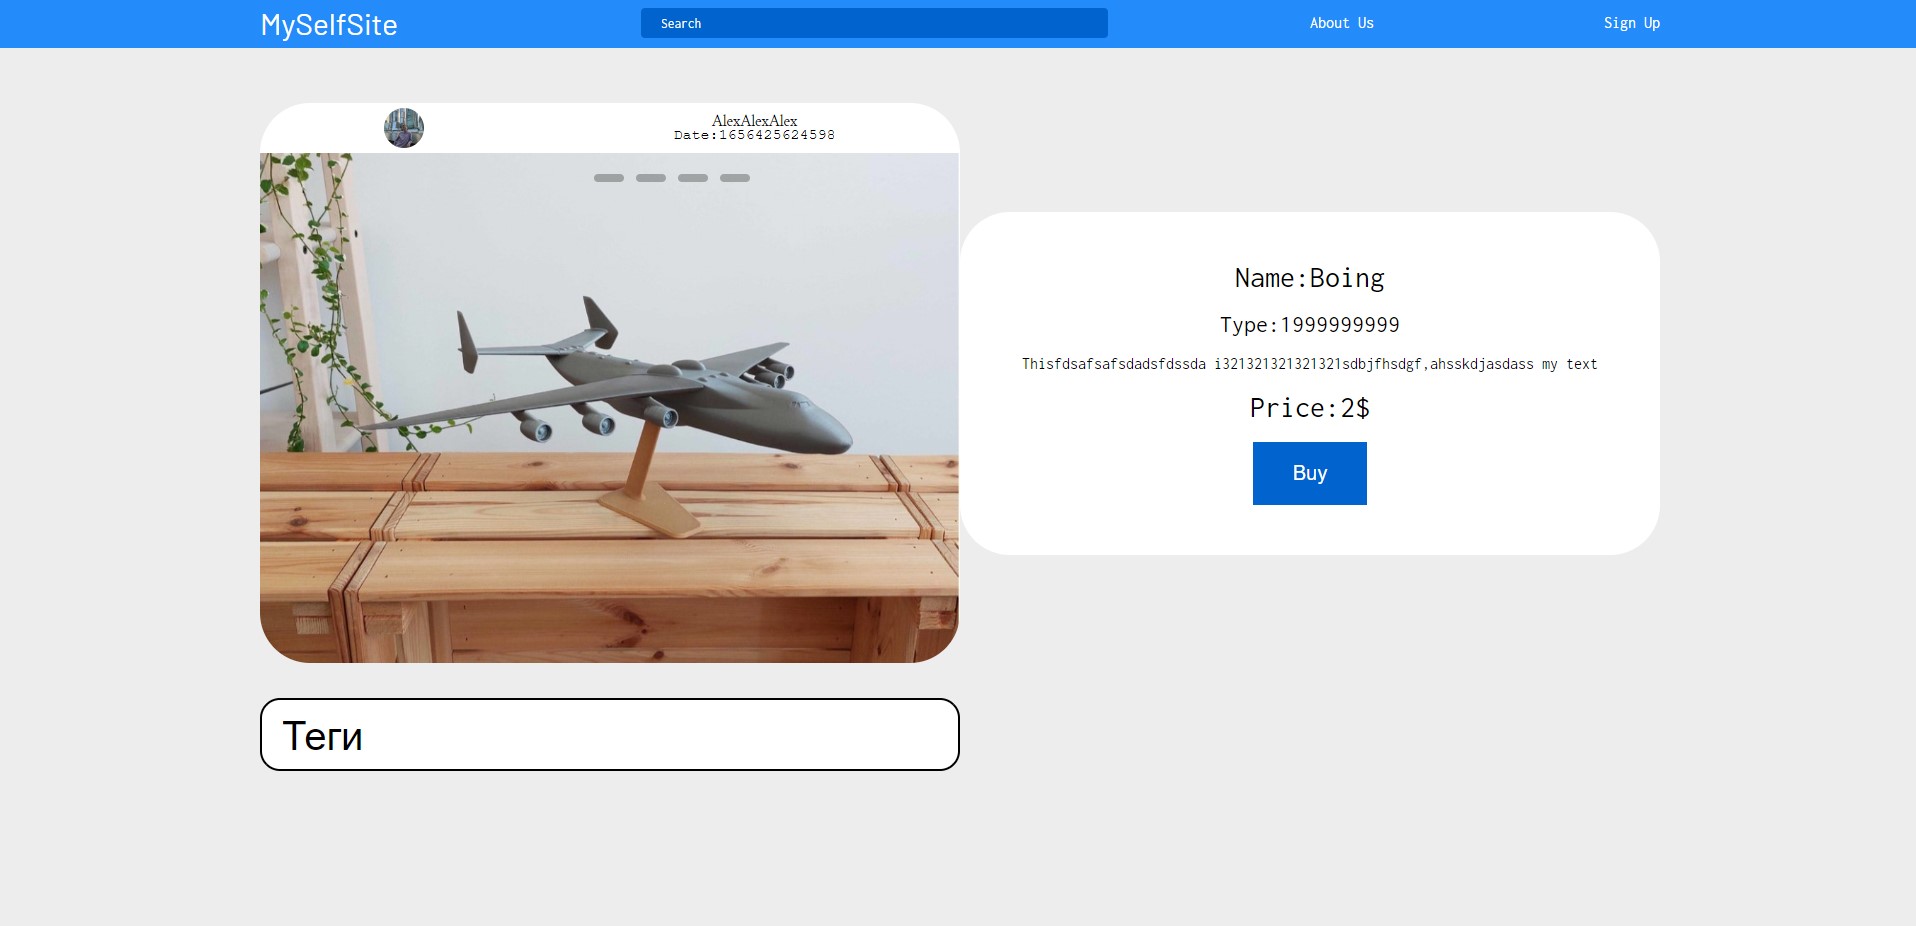 MySelfSite
Search
About Us
Sign Up
AlexAlexAlex
Date:1656425624598
Name:Boing
Type:1999999999
Thisfdsafsafsdadsfdssda i321321321321321sdbjfhsdgf,ahsskdjasdass my text
Price:2$
Buy
Теги